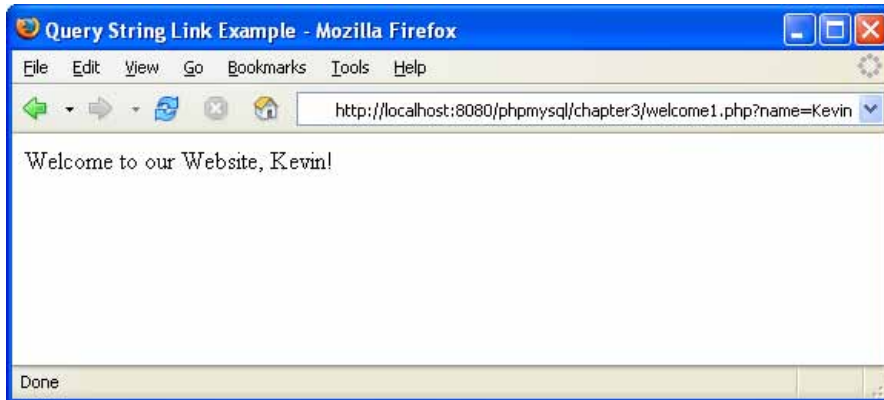 Query String Link Example - Mozilla Firefox
File Edit View Go Bookmarks Tools Help
http://localhost:8080/phpmysql/chapter3/welcome1.php?name=Kevin
Welcome to our Website, Kevin!
Done